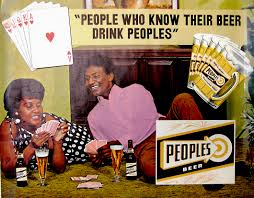 "PEOPLE WHO KNOW THEIR BEER
DRINK PEOPLES"
PEOPLES
BEER